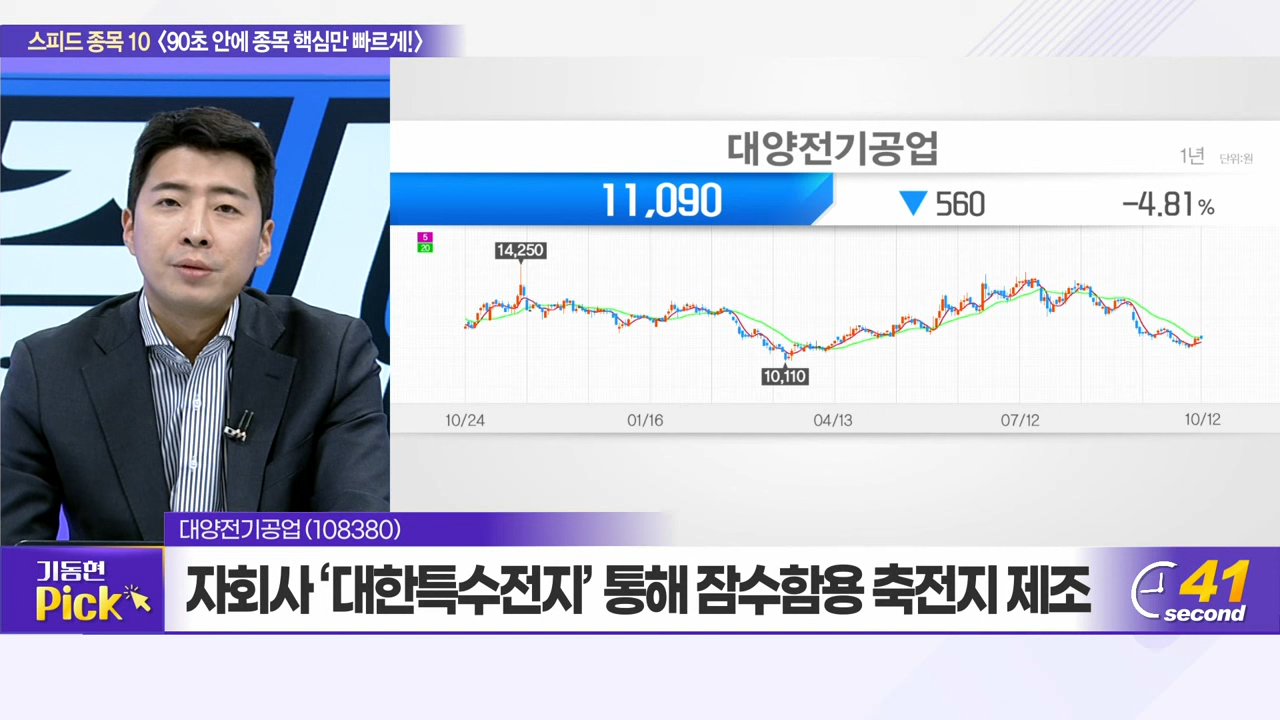 스피드 종목 10 〈90초 안에 종목 핵심만 빠르게!〉
대양전기공업
1년 단위:원
11,090 ▼ 560 -4.81%
5
20
14,250
10,110
10/24 01/16 04/13 07/12 10/12
대양전기공업(108380)
기동현
Pick
자회사 ‘대한특수전지’ 통해 잠수함용 축전지 제조
41
second